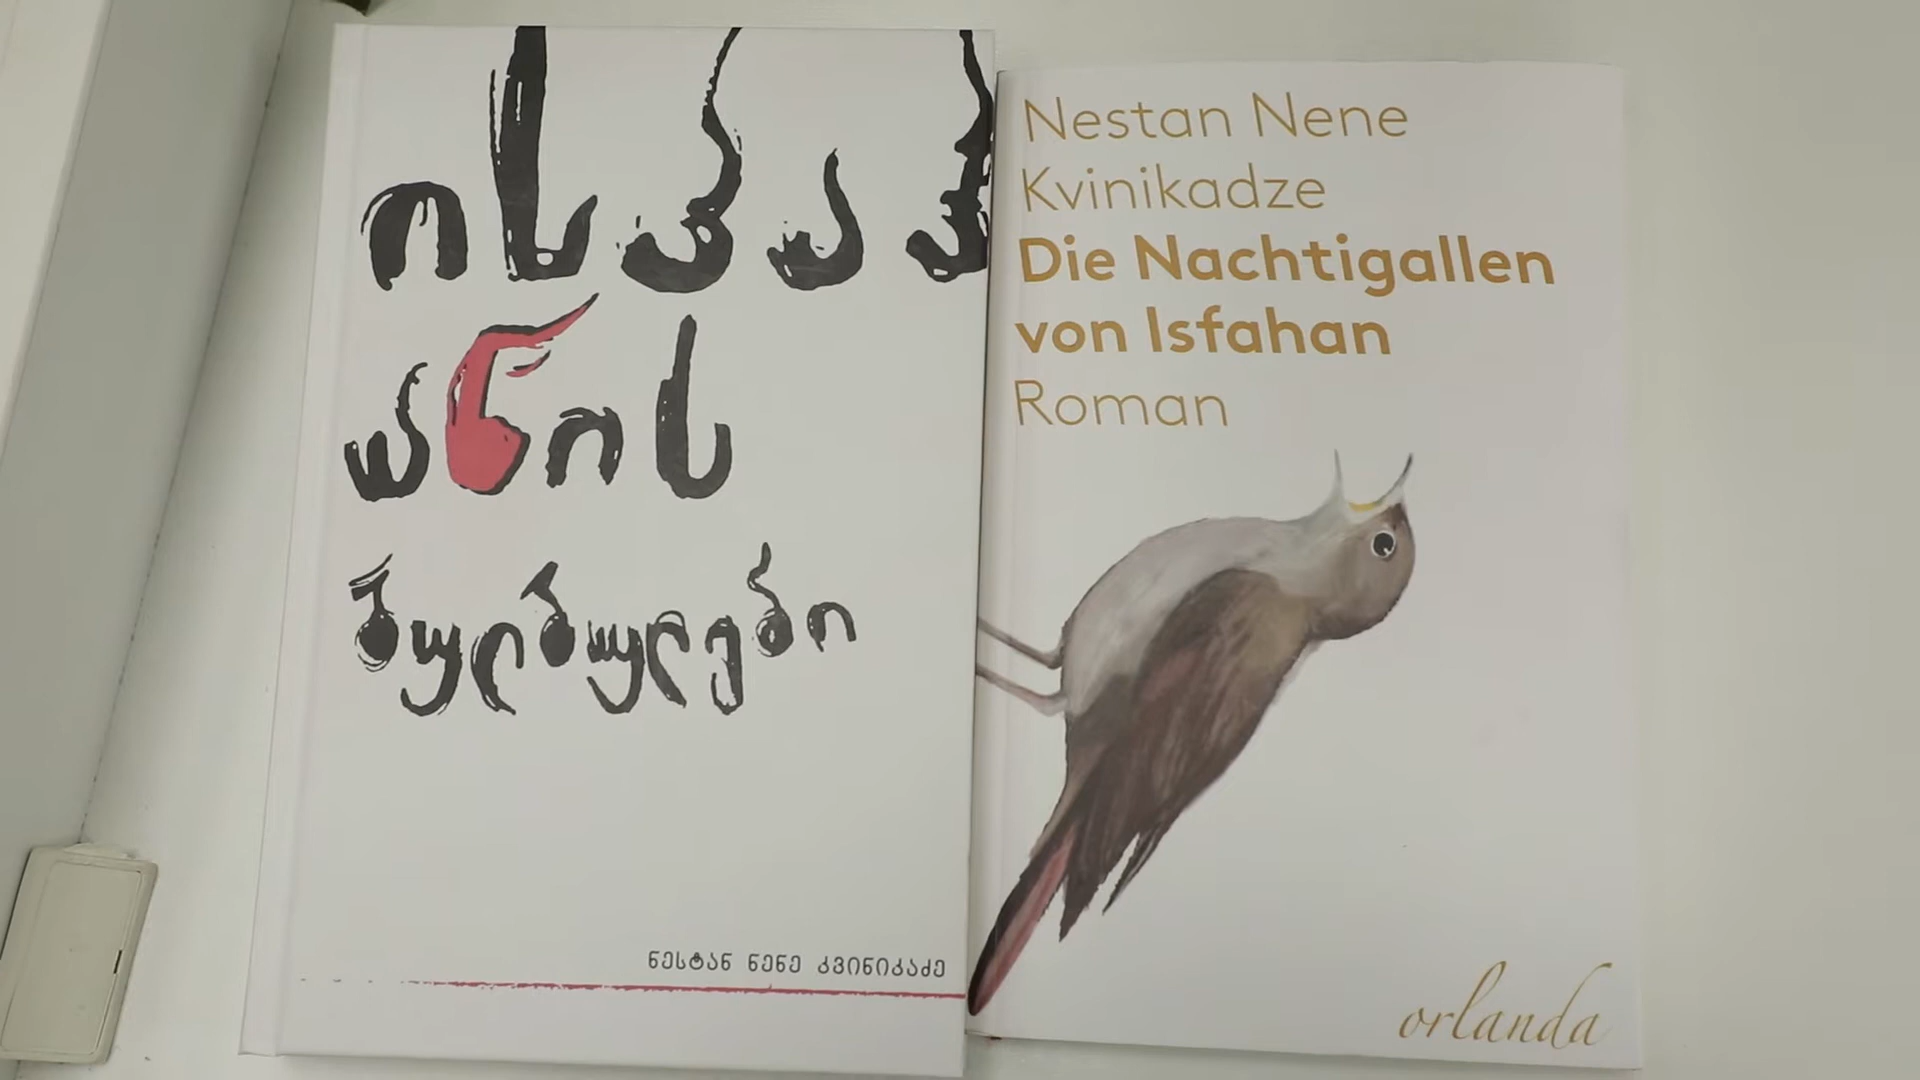 ისპაჰ
ანის
ბულბულები
ნესტან ნენე კვინიკაძე
Nestan Nene
Kvinikadze
Die Nachtigallen
von Isfahan
Roman
orlanda